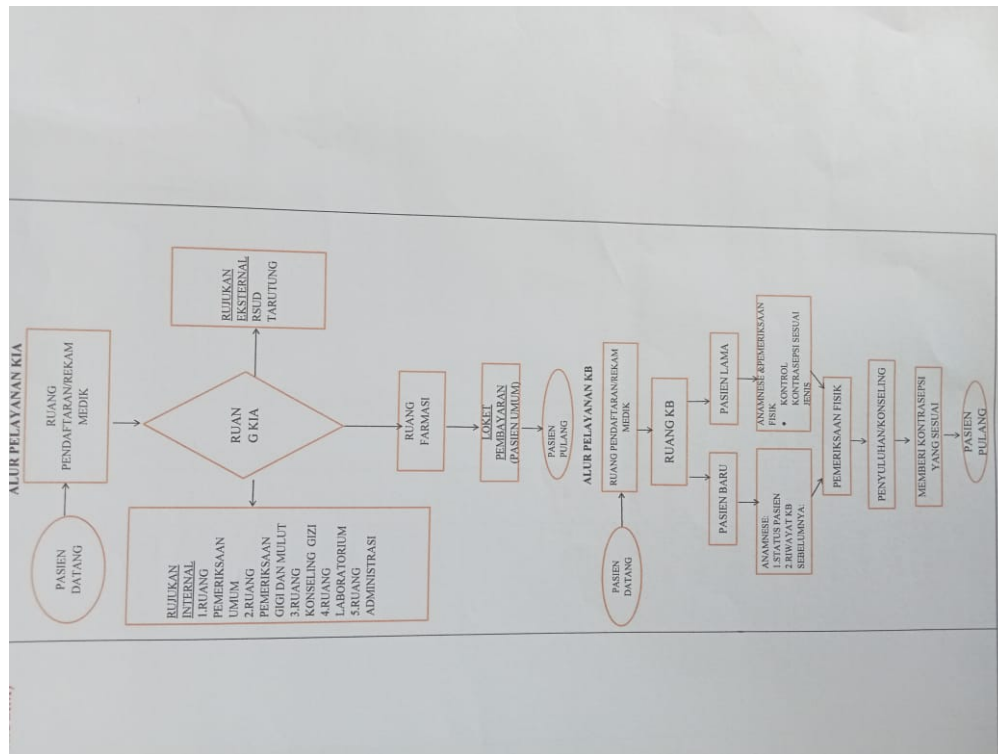 ALUR PELAYANAN KIA
PASIEN
DATANG
RUANG
PENDAFTARAN/REKAM
MEDIK
RUJUKAN
INTERNAL
1.RUANG
PEMERIKSAAN
UMUM
2.RUANG
PEMERIKSAAN
GIGI DAN MULUT
3.RUANG
KONSELING GIZI
4.RUANG
LABORATORIUM
5.RUANG
ADMINISTRASI
RUAN
G KIA
RUJUKAN
EKSTERNAL
RSUD
TARUTUNG
RUANG
FARMASI
LOKET
PEMBAYARAN
(PASIEN UMUM)
PASIEN
PULANG
ALUR PELAYANAN KB
PASIEN
DATANG
RUANG PENDAFTARAN/REKAM
MEDIK
RUANG KB
PASIEN BARU
PASIEN LAMA
ANAMNESE:
1.STATUS PASIEN
2.RIWAYAT KB
SEBELUMNYA:
ANAMNESE &PEMERIKSAAN
FISIK
• KONTROL
KONTRASEPSI SESUAI
JENIS
PEMERIKSAAN FISIK
PENYULUHAN/KONSELING
MEMBERI KONTRASEPSI
YANG SESUAI
PASIEN
PULANG